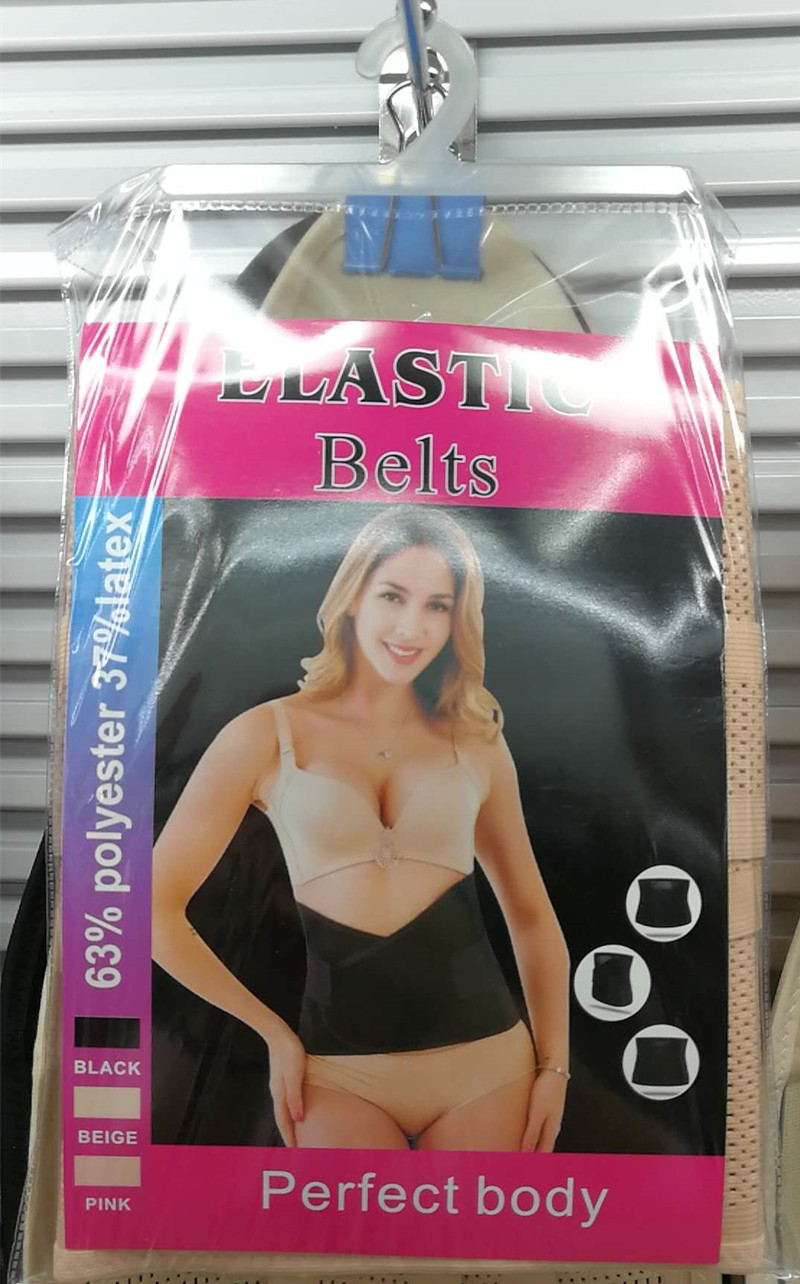 ELASTIC
Belts
63% polyester 37%latex
BLACK
BEIGE
PINK
Perfect body